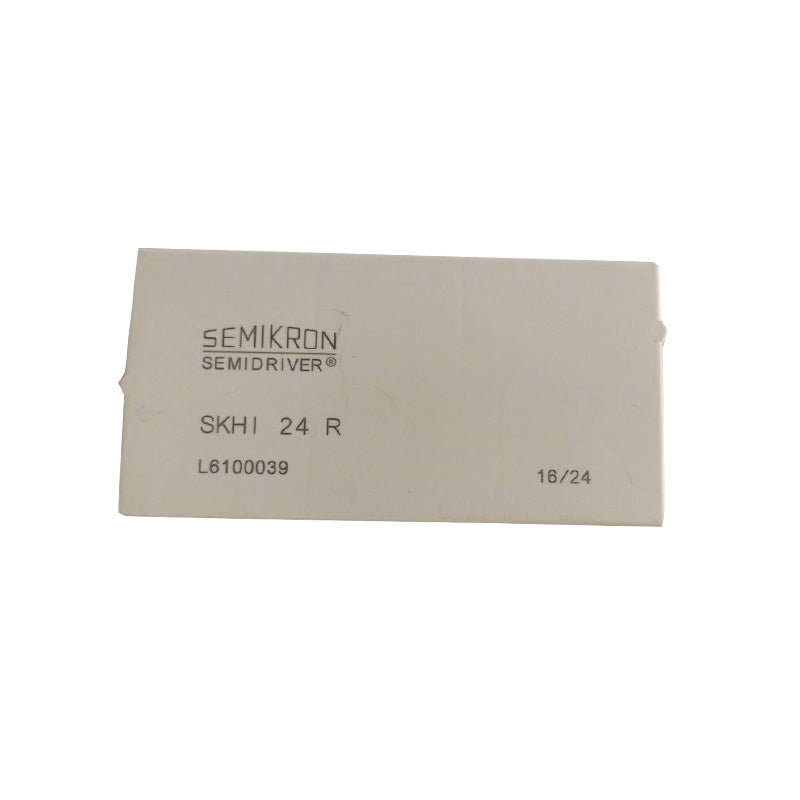 SEMIKRON
SEMIDRIVER®
SKHI 24 R
L6100039
16/24